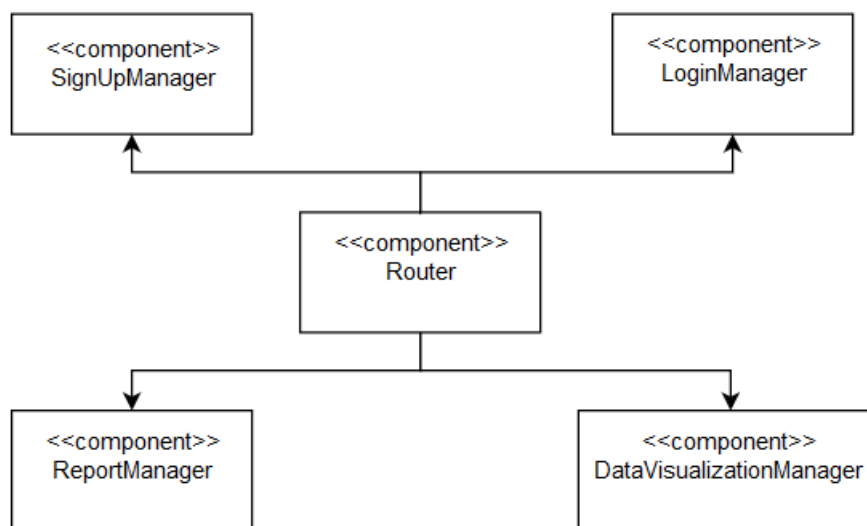 <<component>>
SignUpManager
<<component>>
LoginManager
<<component>>
Router
<<component>>
ReportManager
<<component>>
DataVisualizationManager